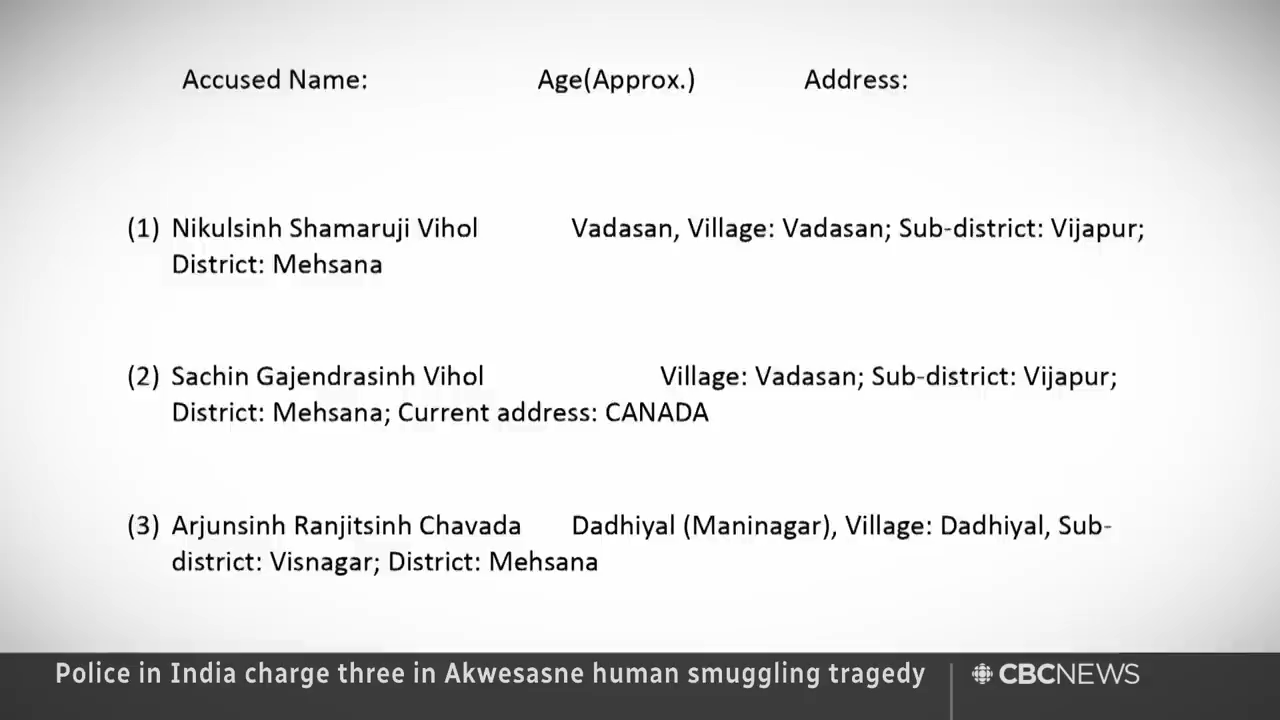 Accused Name: Age(Approx.) Address:
(1) Nikulsinh Shamaruji Vihol Vadasan, Village: Vadasan; Sub-district: Vijapur;
District: Mehsana
(2) Sachin Gajendrasinh Vihol Village: Vadasan; Sub-district: Vijapur;
District: Mehsana; Current address: CANADA
(3) Arjunsinh Ranjitsinh Chavada Dadhiyal (Maninagar), Village: Dadhiyal, Sub-
district: Visnagar; District: Mehsana
Police in India charge three in Akwesasne human smuggling tragedy CBCNEWS